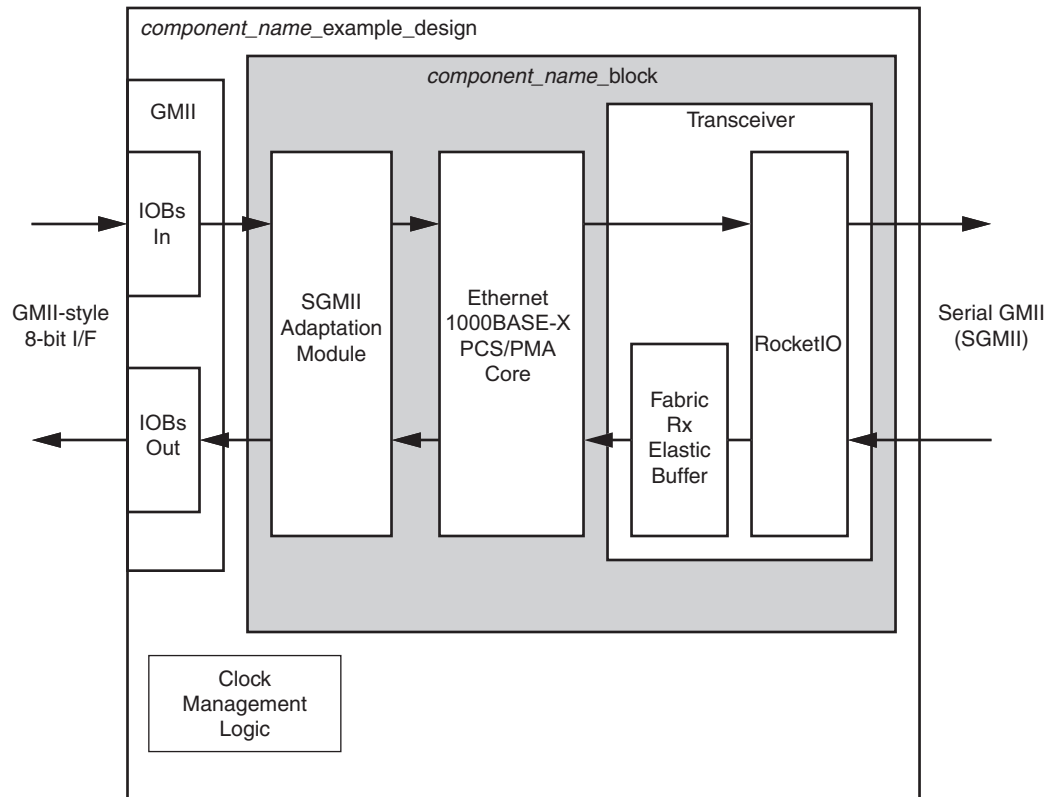 component_name_example_design
component_name_block
GMII
Transceiver
IOBs
In
GMII-style
8-bit I/F
IOBs
Out
SGMII
Adaptation
Module
Ethernet
1000BASE-X
PCS/PMA
Core
Fabric
Rx
Elastic
Buffer
RocketIO
Serial GMII
(SGMII)
Clock
Management
Logic